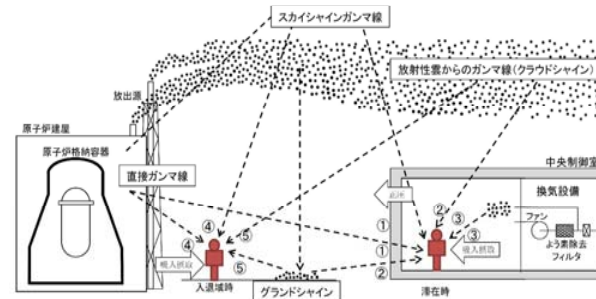 スカイシャインガンマ線
放射性雲からのガンマ線(クラウドシャイン)
放出源
原子炉建屋
原子炉格納容器
中央制御室
直接ガンマ線
換気設備
ファン
よう素除去
フィルタ
①
②
③
③
①
②
④
④
⑤
⑤
吸入摂取
吸入摂取
入退域時
グランドシャイン
滞在時